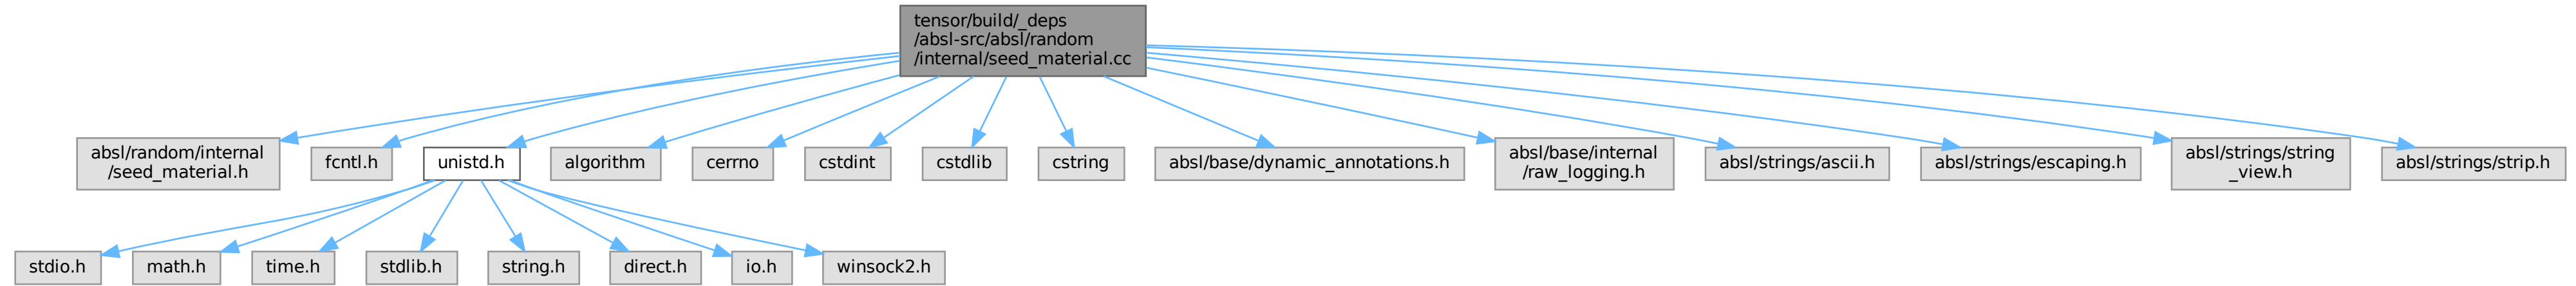 tensor/build/_deps
/absl-src/absl/random
/internal/seed_material.cc
absl/random/internal
/seed_material.h
fcntl.h
unistd.h
algorithm
cerrno
cstdint
cstdlib
cstring
absl/base/dynamic_annotations.h
absl/base/internal
/raw_logging.h
absl/strings/ascii.h
absl/strings/escaping.h
absl/strings/string
_view.h
absl/strings/strip.h
stdio.h
math.h
time.h
stdlib.h
string.h
direct.h
io.h
winsock2.h